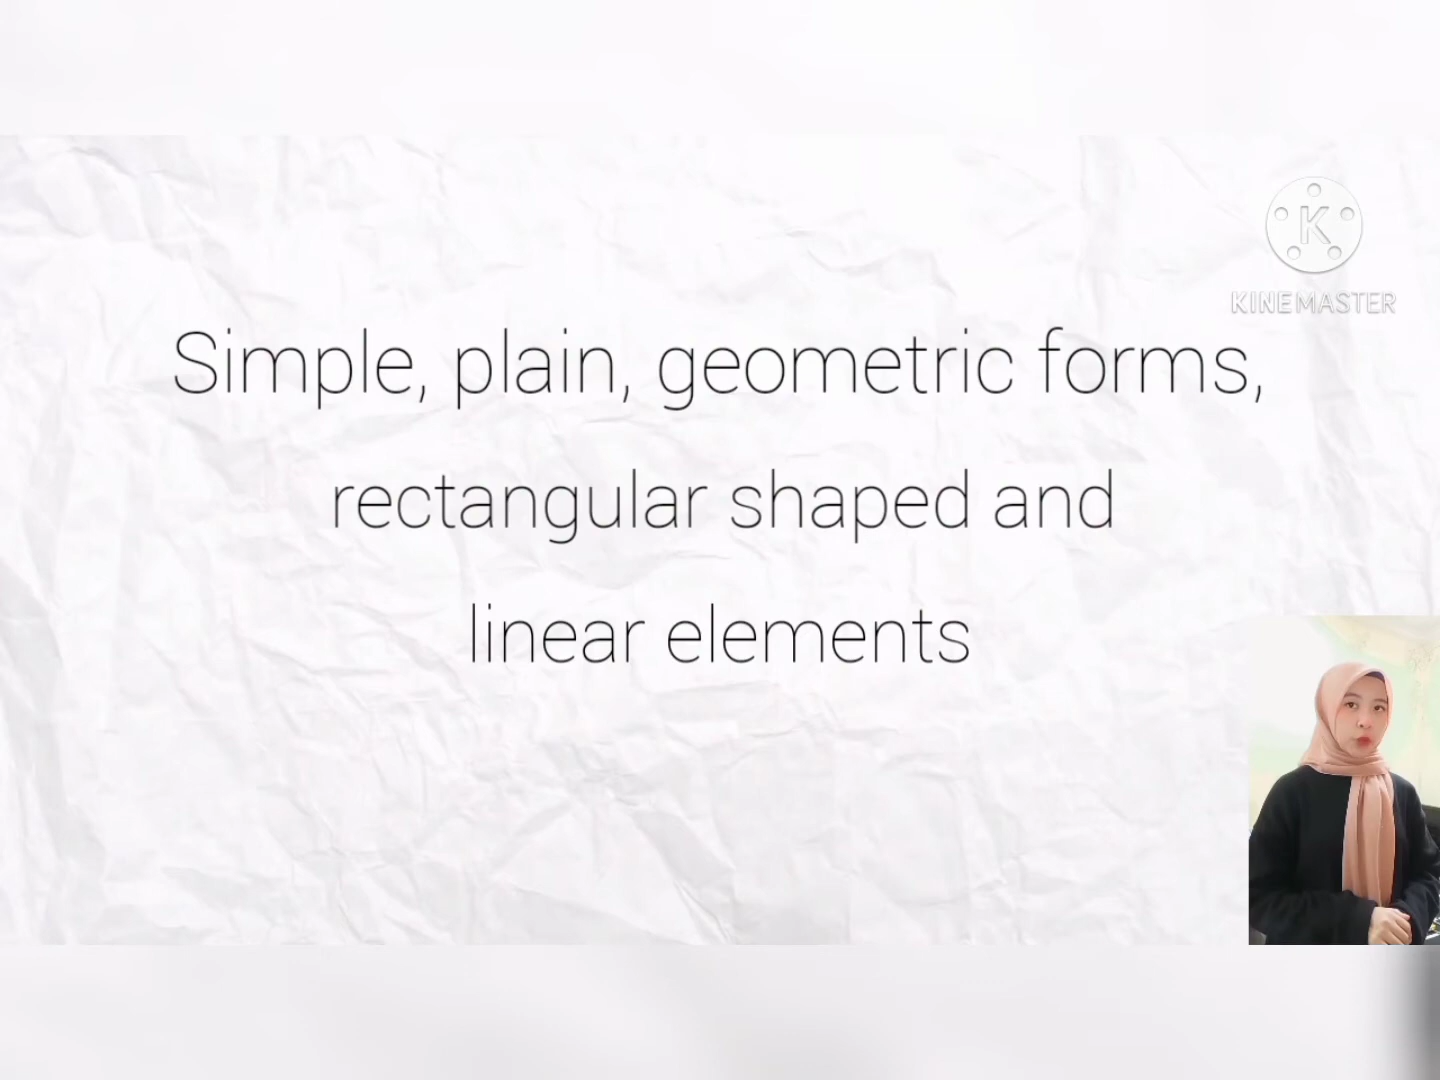 K
KINEMASTER
Simple, plain, geometric forms,
rectangular shaped and
linear elements